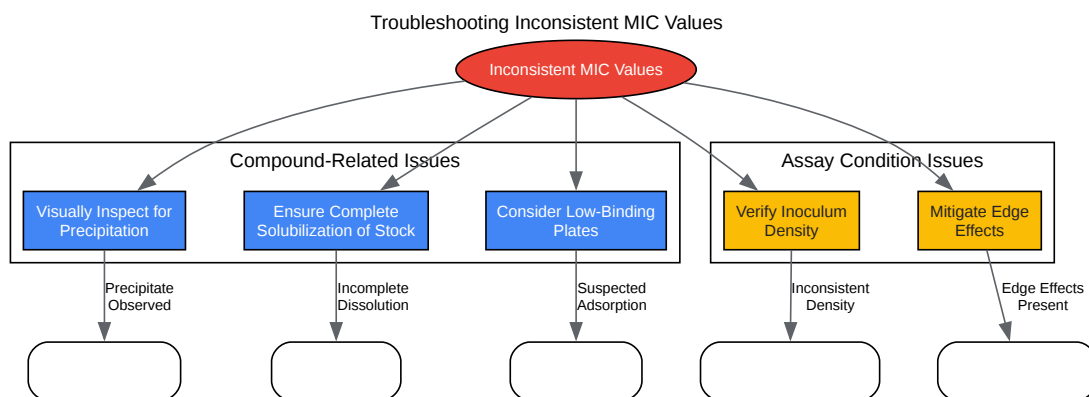 Troubleshooting Inconsistent MIC Values
Inconsistent MIC Values
Compound-Related Issues
Assay Condition Issues
Visually Inspect for
Precipitation
Ensure Complete
Solubilization of Stock
Consider Low-Binding
Plates
Verify Inoculum
Density
Mitigate Edge
Effects
Precipitate
Observed
Incomplete
Dissolution
Suspected
Adsorption
Inconsistent
Density
Edge Effects
Present